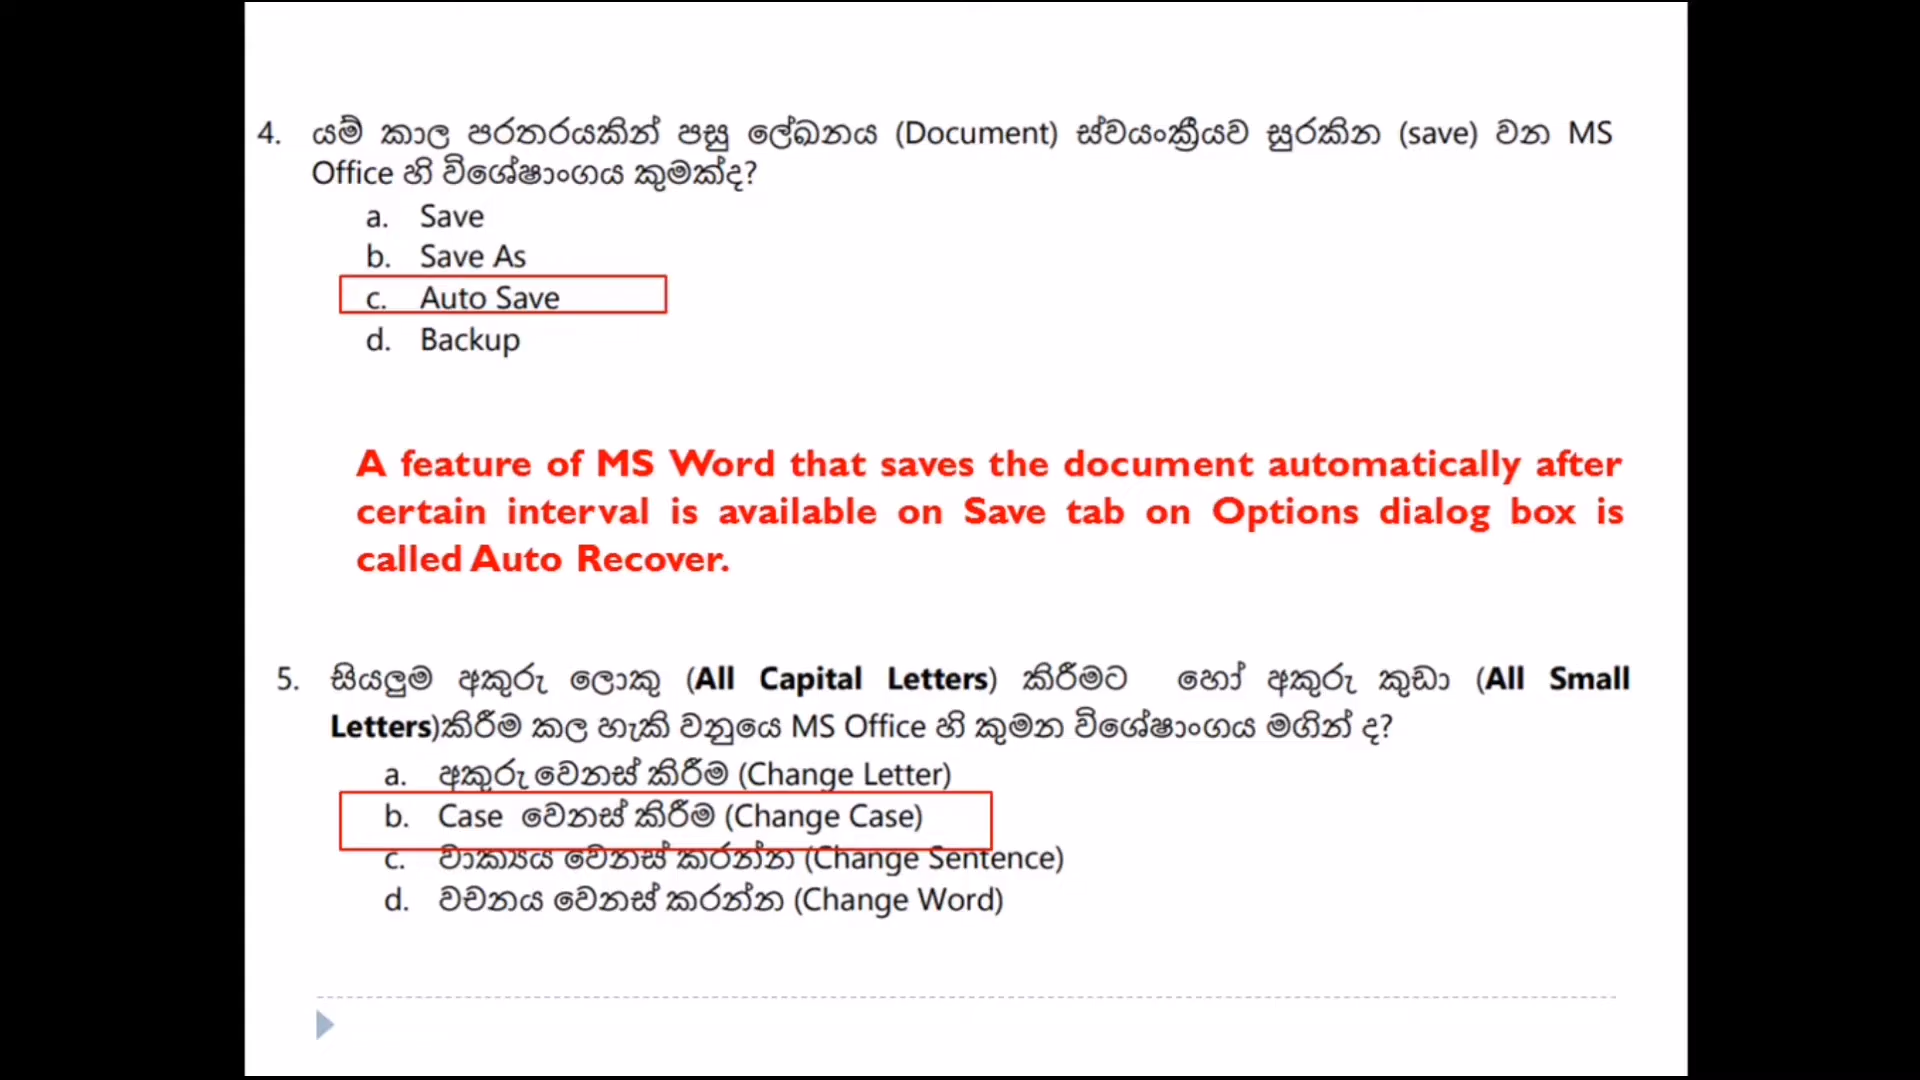 4. යම් කාල පරතරයකින් පසු ලේඛනය (Document) ස්වයංක්‍රීයව සුරකින (save) වන MS
Office හි විශේෂාංගය කුමක්ද?
a. Save
b. Save As
c. Auto Save
d. Backup
A feature of MS Word that saves the document automatically after
certain interval is available on Save tab on Options dialog box is
called Auto Recover.
5. සියලුම අකුරු ලොකු (All Capital Letters) කිරීමට හෝ අකුරු කුඩා (All Small
Letters)කිරීම කල හැකි වනුයෙ MS Office හි කුමන විශේෂාංගය මගින් ද?
a. අකුරු වෙනස් කිරීම (Change Letter)
b. Case වෙනස් කිරීම (Change Case)
c. වාක්‍යය වෙනස් කරන්න (Change Sentence)
d. වචනය වෙනස් කරන්න (Change Word)